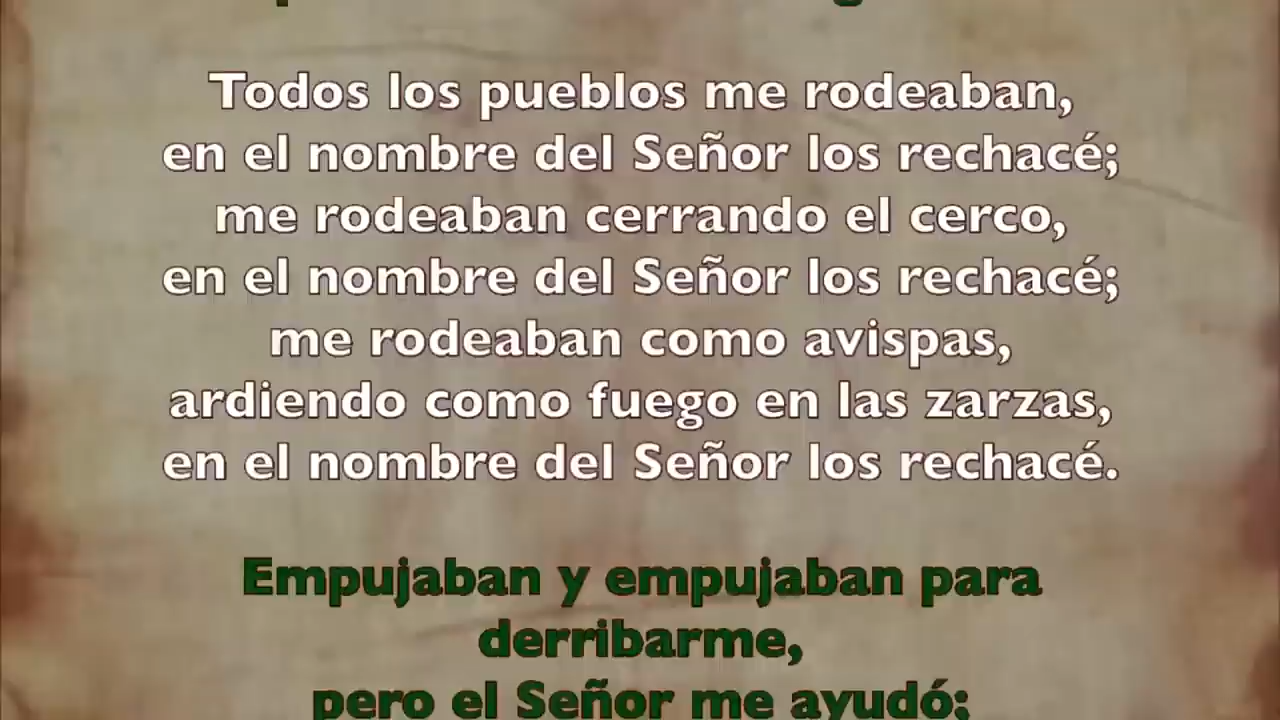 Todos los pueblos me rodeaban,
en el nombre del Señor los rechacé;
me rodeaban cerrando el cerco,
en el nombre del Señor los rechacé;
me rodeaban como avispas,
ardiendo como fuego en las zarzas,
en el nombre del Señor los rechacé.
Empujaban y empujaban para
derribarme,
pero el Señor me ayudó;